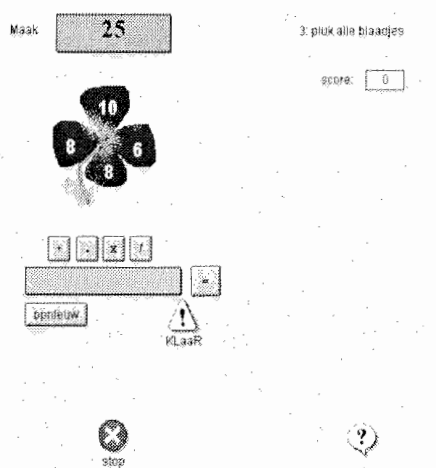 Maak 25
3: pluk alle blaadjes
score: 0
10
8 6
8
+ - x /
=
opnieuw
KLaaR
stop
?